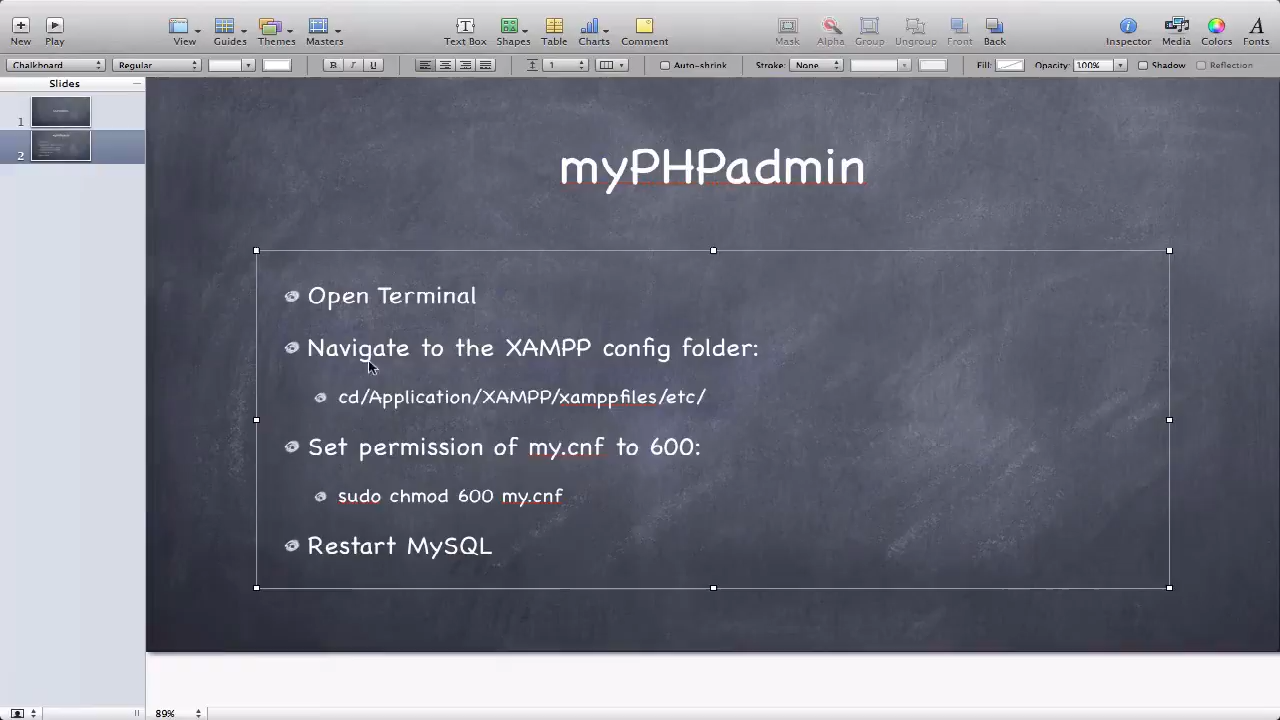 New Play View Guides Themes Masters Text Box Shapes Table Charts Comment Mask Alpha Group Ungroup Front Back Inspector Media Colors Fonts
Chalkboard Regular B I U 1 Auto-shrink Stroke: None Fill: Opacity: 100% Shadow Reflection
Slides
1
2
myPHPadmin
Open Terminal
Navigate to the XAMPP config folder:
cd/Application/XAMPP/xamppfiles/etc/
Set permission of my.cnf to 600:
sudo chmod 600 my.cnf
Restart MySQL
89%